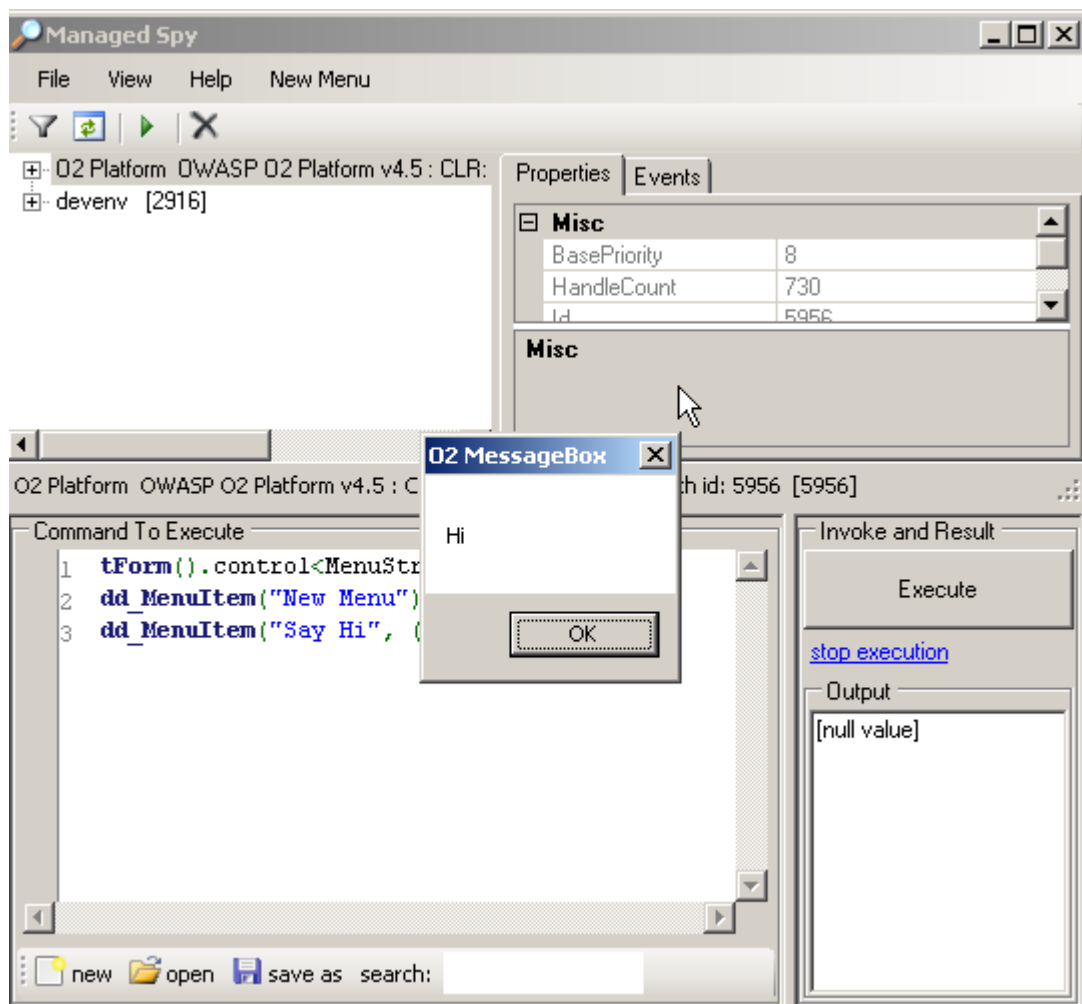 Managed Spy
File View Help New Menu
O2 Platform OWASP O2 Platform v4.5 : CLR:
devenv [2916]
Properties Events
Misc
BasePriority 8
HandleCount 730
Id 5956
Misc
O2 MessageBox
Hi
OK
O2 Platform OWASP O2 Platform v4.5 : C
th id: 5956 [5956]
Command To Execute
1 tForm().control<MenuStr
2 dd_MenuItem("New Menu")
3 dd_MenuItem("Say Hi", (
Invoke and Result
Execute
stop execution
Output
[null value]
new open save as search: